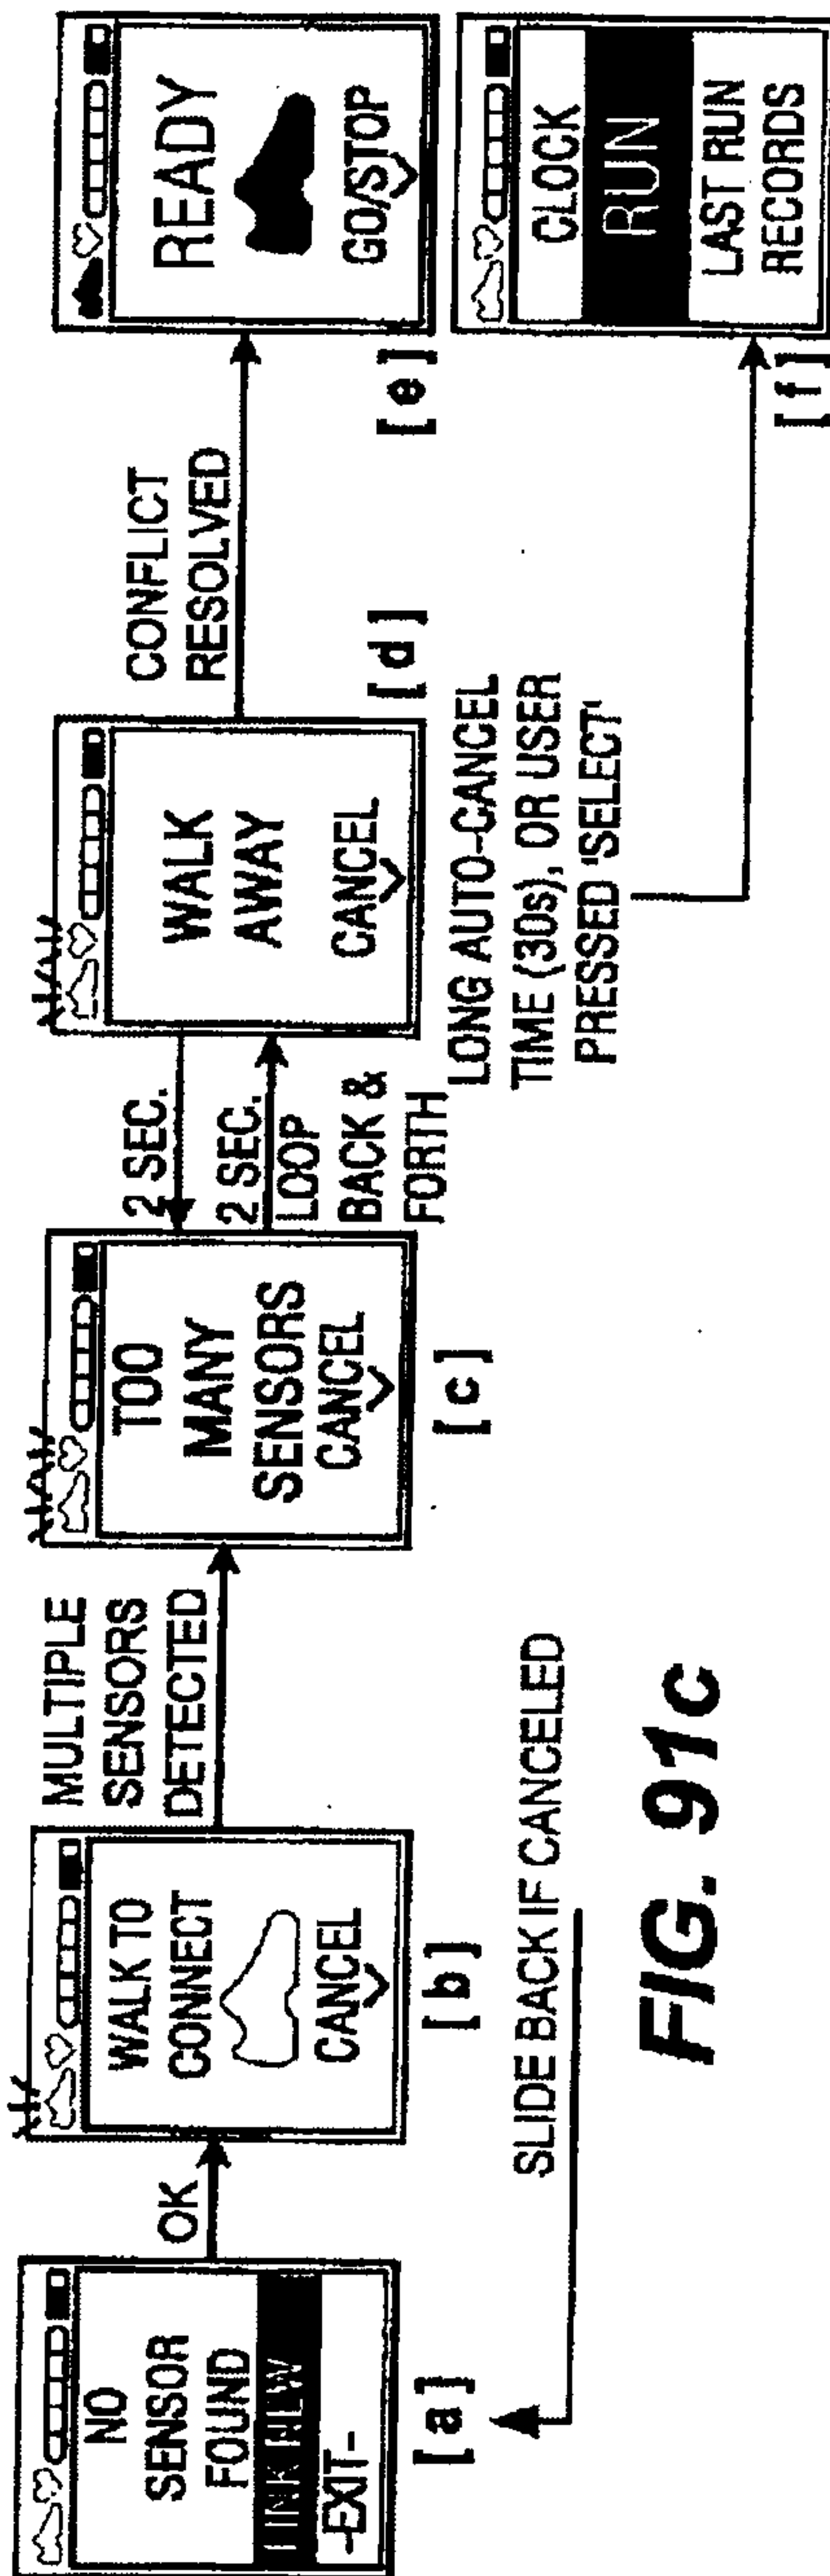 NO
SENSOR
FOUND
LINK NEW
-EXIT-
[a]
OK
WALK TO
CONNECT
CANCEL
[b]
MULTIPLE
SENSORS
DETECTED
TOO
MANY
SENSORS
CANCEL
[c]
2 SEC.
2 SEC.
LOOP
BACK &
FORTH
WALK
AWAY
CANCEL
[d]
CONFLICT
RESOLVED
READY
GO/STOP
[e]
LONG AUTO-CANCEL
TIME (30s), OR USER
PRESSED 'SELECT'
CLOCK
RUN
LAST RUN
RECORDS
[f]
SLIDE BACK IF CANCELED
FIG. 91c